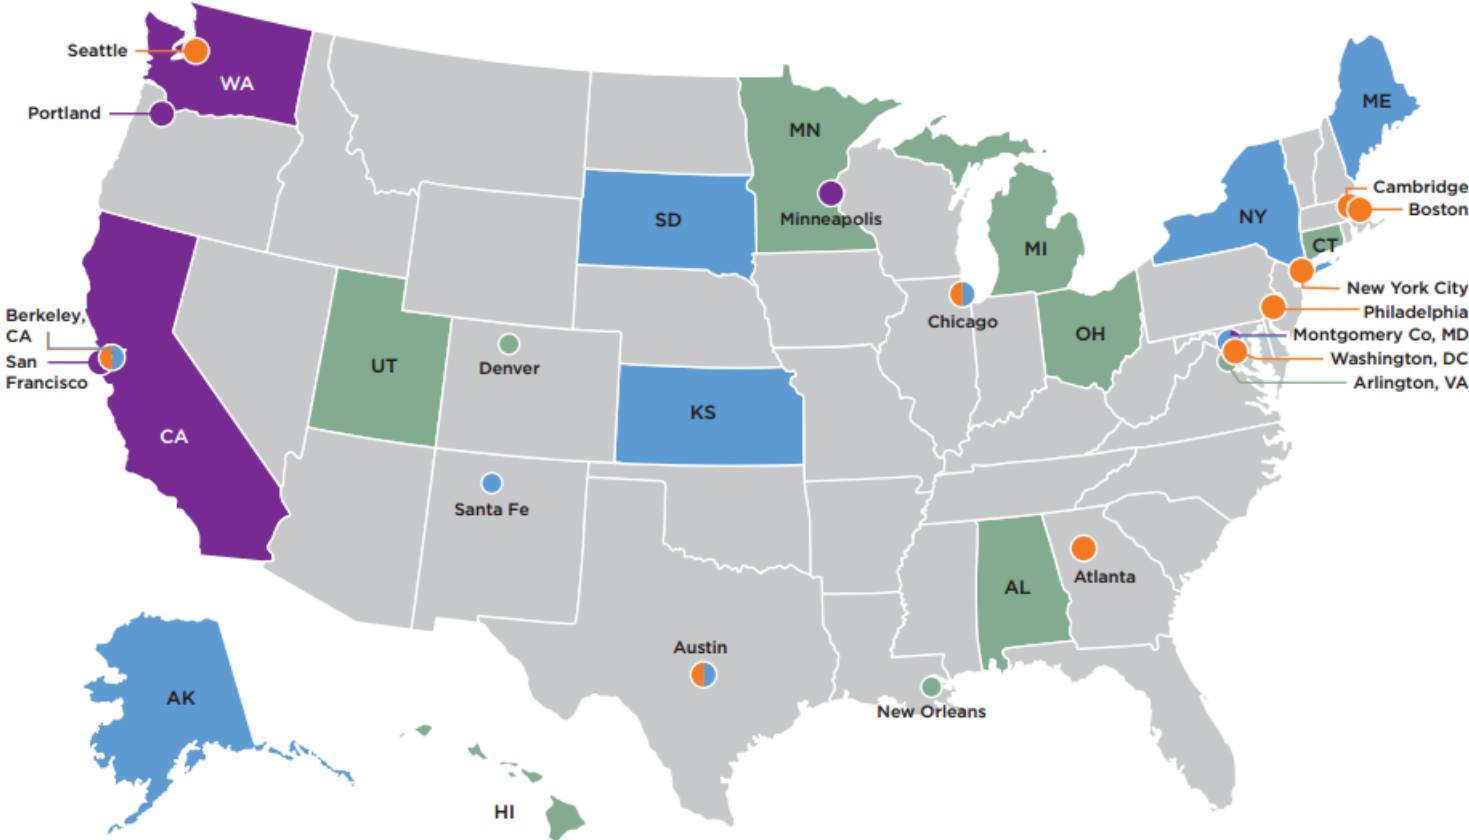 Seattle
WA
Portland
MN
ME
Minneapolis
SD
Cambridge
Boston
NY
CT
MI
New York City
Philadelphia
Chicago
OH
Montgomery Co, MD
Washington, DC
Arlington, VA
Berkeley,
CA
San
Francisco
UT
Denver
KS
CA
Santa Fe
Atlanta
AL
Austin
New Orleans
AK
HI